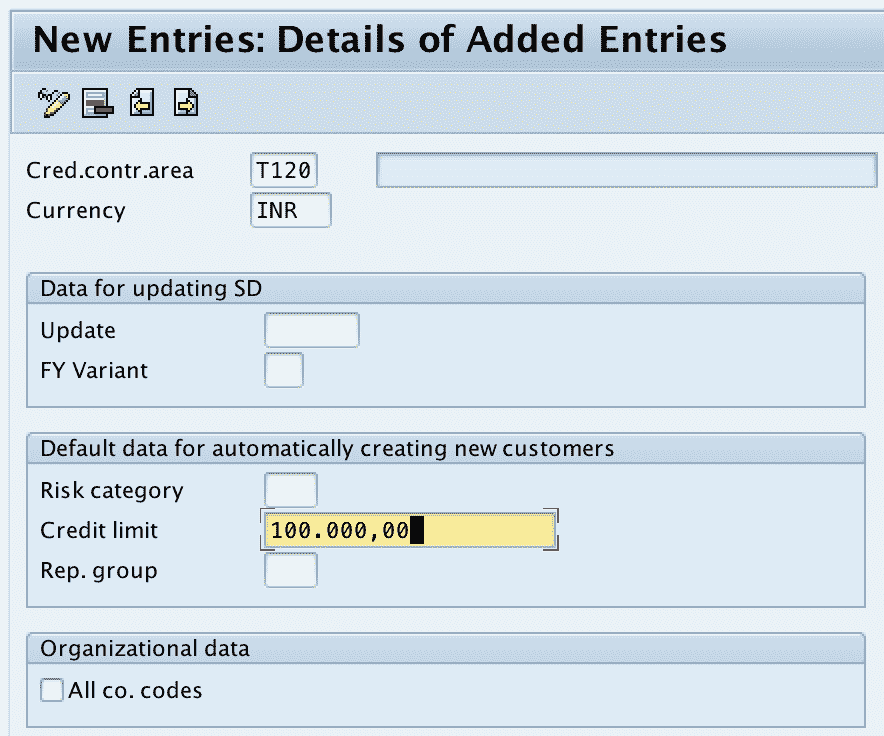 New Entries: Details of Added Entries
Cred.contr.area T120
Currency INR
Data for updating SD
Update
FY Variant
Default data for automatically creating new customers
Risk category
Credit limit 100.000,00
Rep. group
Organizational data
All co. codes